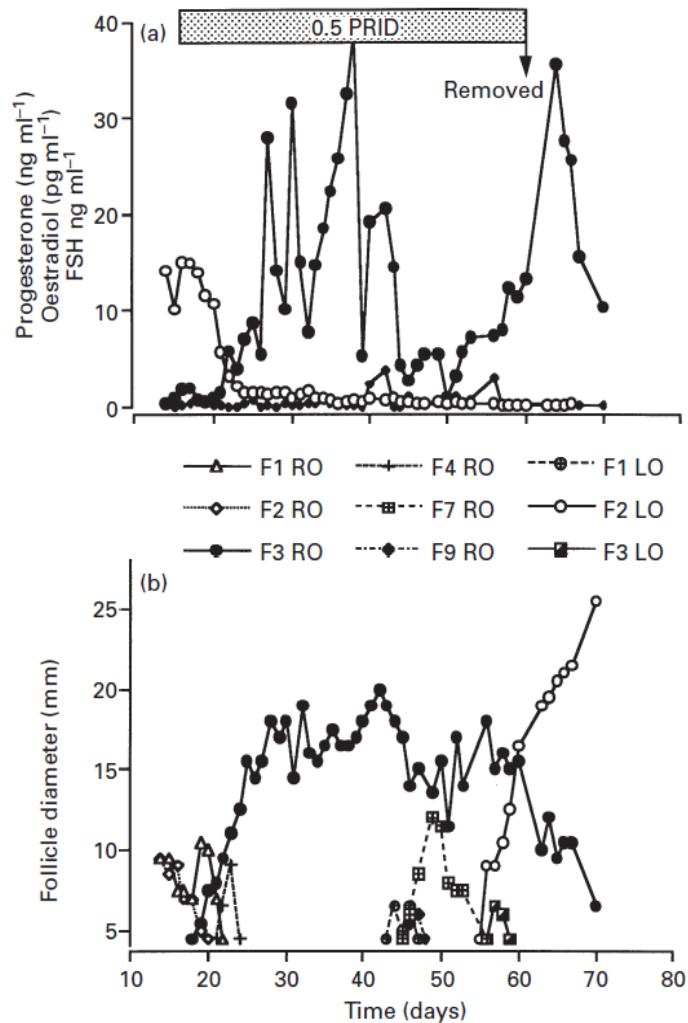 (a)
0.5 PRID
Removed
Progesterone (ng ml⁻¹)
Oestradiol (pg ml⁻¹)
FSH ng ml⁻¹
40
30
20
10
0
F1 RO F4 RO F1 LO
F2 RO F7 RO F2 LO
F3 RO F9 RO F3 LO
(b)
Follicle diameter (mm)
25
20
15
10
5
10 20 30 40 50 60 70 80
Time (days)